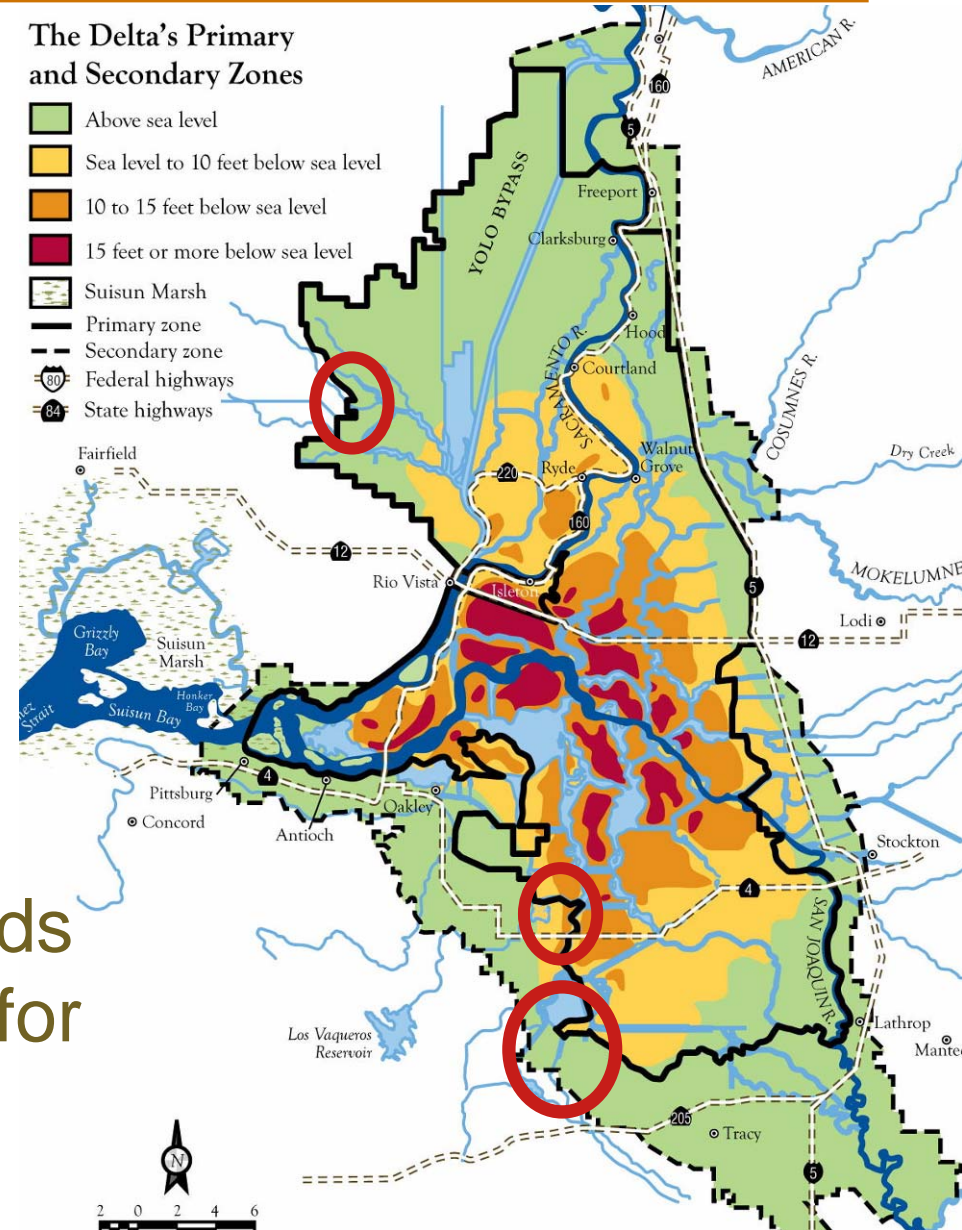 The Delta's Primary
and Secondary Zones
Above sea level
Sea level to 10 feet below sea level
10 to 15 feet below sea level
15 feet or more below sea level
Suisun Marsh
Primary zone
Secondary zone
80 Federal highways
84 State highways
AMERICAN R.
160
5
YOLO BYPASS
Freeport
Clarksburg
Hood
SACRAMENTO R.
Courtland
COSUMNES R.
Walnut
Grove
Dry Creek
Fairfield
220
Ryde
160
12
Rio Vista
Isleton
5
MOKELUMNE
Lodi
12
Grizzly
Bay
Suisun
Marsh
Honker
Bay
Suisun Bay
Strait
4
Pittsburg
Antioch
Oakley
Concord
Stockton
4
ds
for
SAN JOAQUIN R.
Los Vaqueros
Reservoir
Lathrop
205
Tracy
5
N
2 0 2 4 6